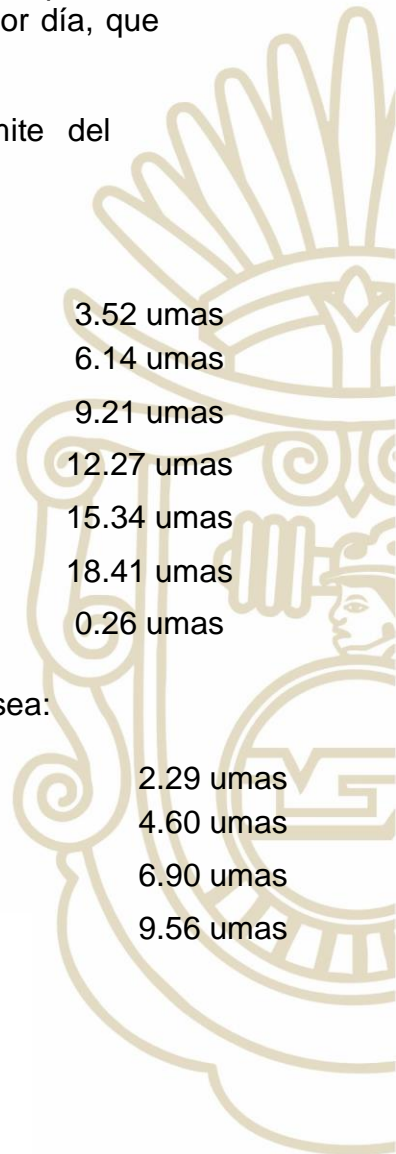 or día, que
nite del
3.52 umas
6.14 umas
9.21 umas
12.27 umas
15.34 umas
18.41 umas
0.26 umas
sea:
2.29 umas
4.60 umas
6.90 umas
9.56 umas